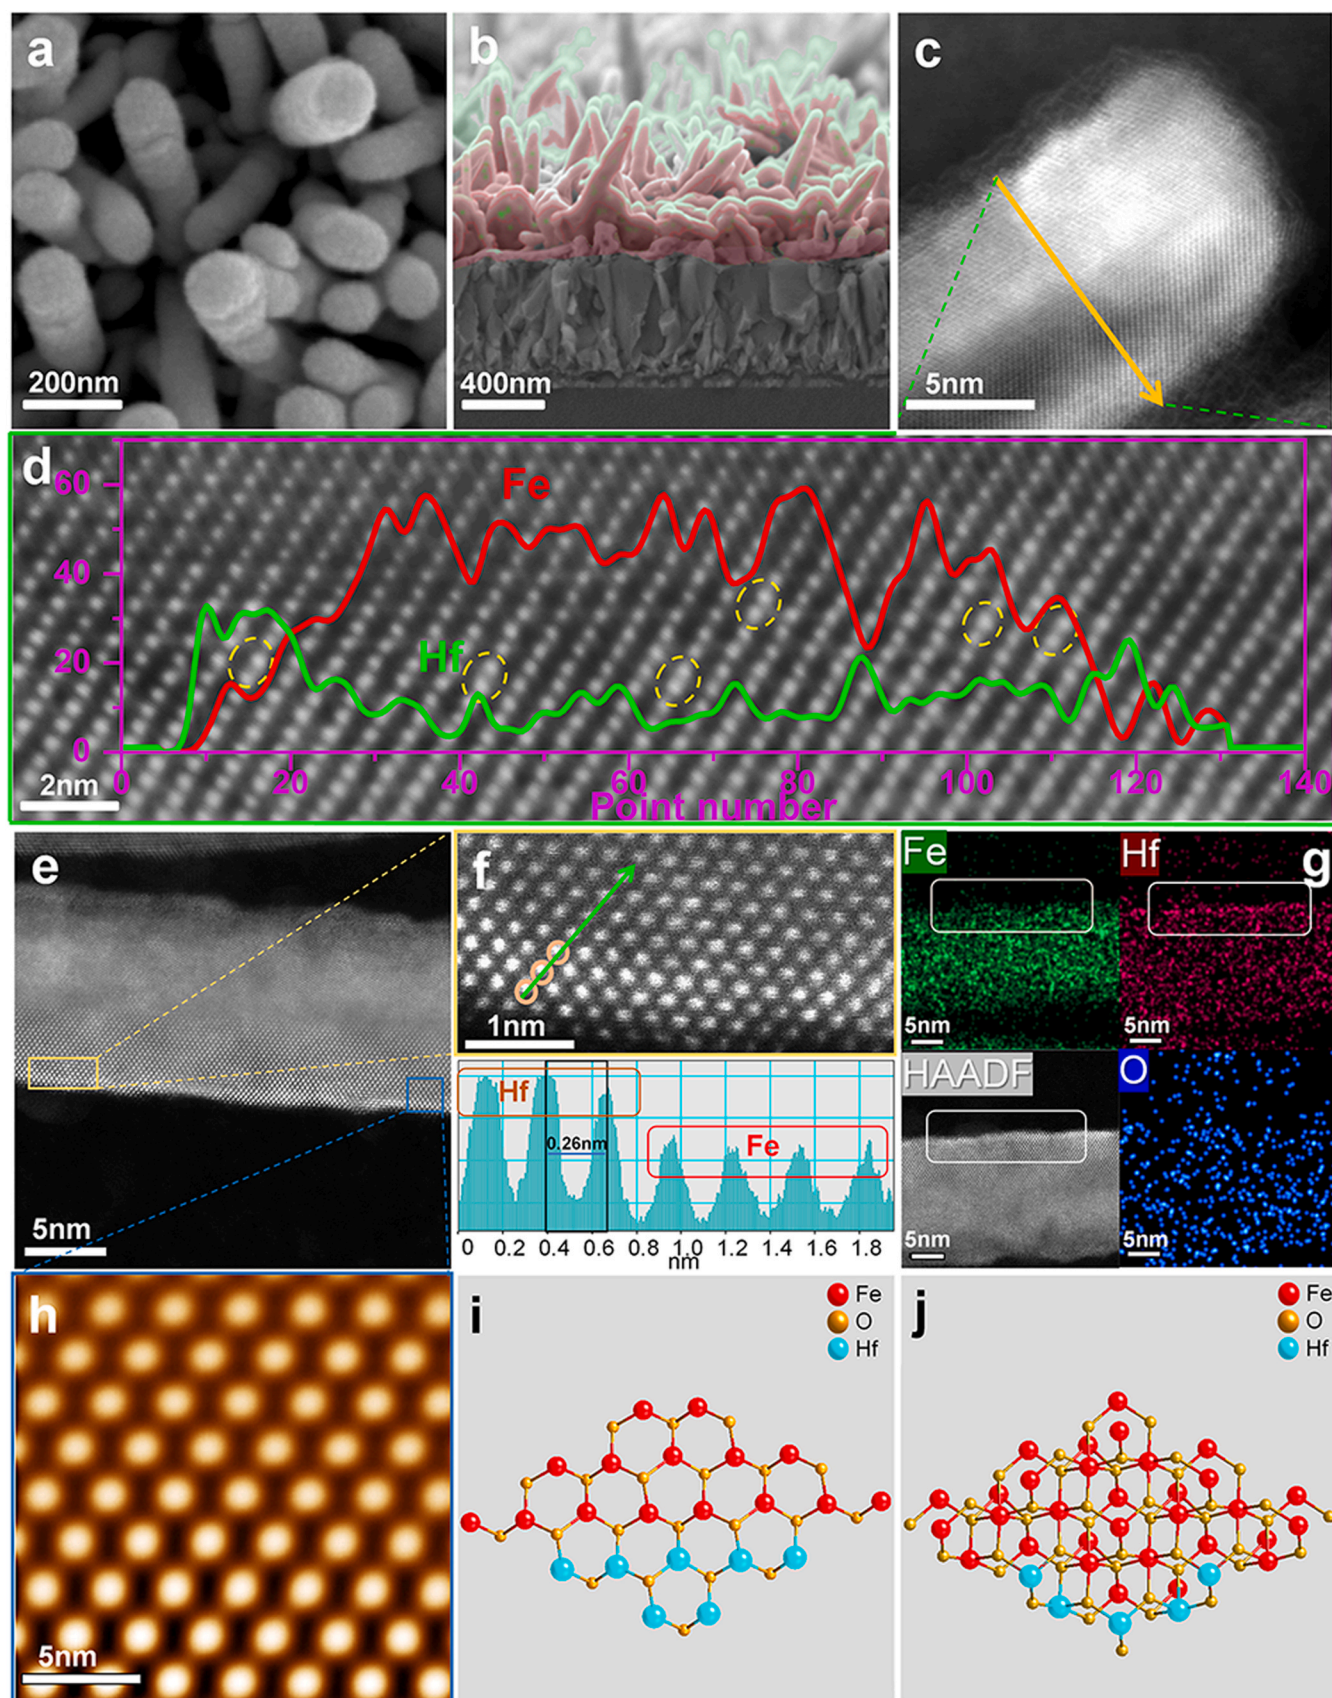 a
b
c
200nm
400nm
5nm
d
60
40
20
0
Fe
Hf
2nm
0 20 40 60 80 100 120 140
Point number
e
5nm
f
1nm
Hf
0.26nm
Fe
0 0.2 0.4 0.6 0.8 1.0 1.2 1.4 1.6 1.8
nm
Fe
Hf
g
5nm
5nm
HAADF
O
5nm
5nm
h
5nm
i
Fe
O
Hf
j
Fe
O
Hf